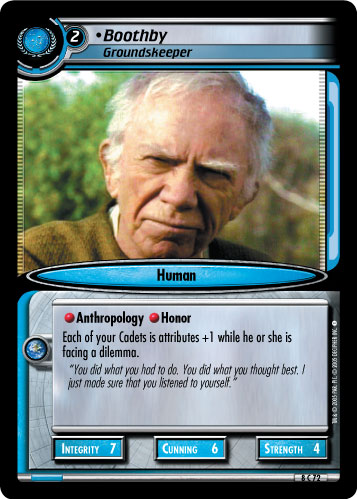 2
•Boothby
Groundskeeper
Human
•Anthropology •Honor
Each of your Cadets is attributes +1 while he or she is
facing a dilemma.
"You did what you had to do. You did what you thought best. I
just made sure that you listened to yourself."
INTEGRITY 7 CUNNING 6 STRENGTH 4
8 C 72